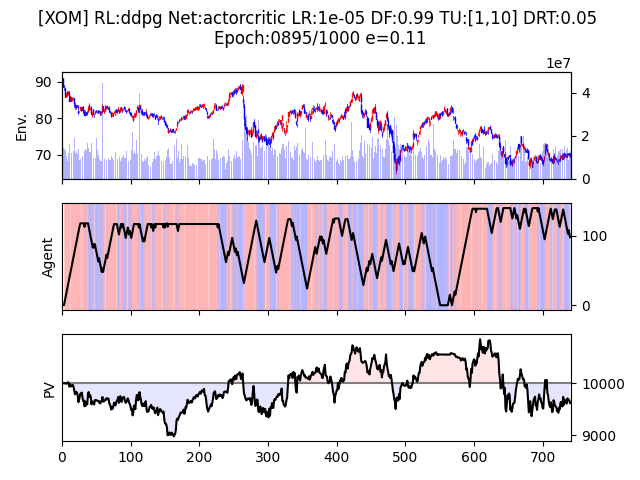 [XOM] RL:ddpg Net:actorcritic LR:1e-05 DF:0.99 TU:[1,10] DRT:0.05
Epoch:0895/1000 e=0.11
1e7
90
80
70
Env.
4
2
0
Agent
100
0
PV
10000
9000
0 100 200 300 400 500 600 700